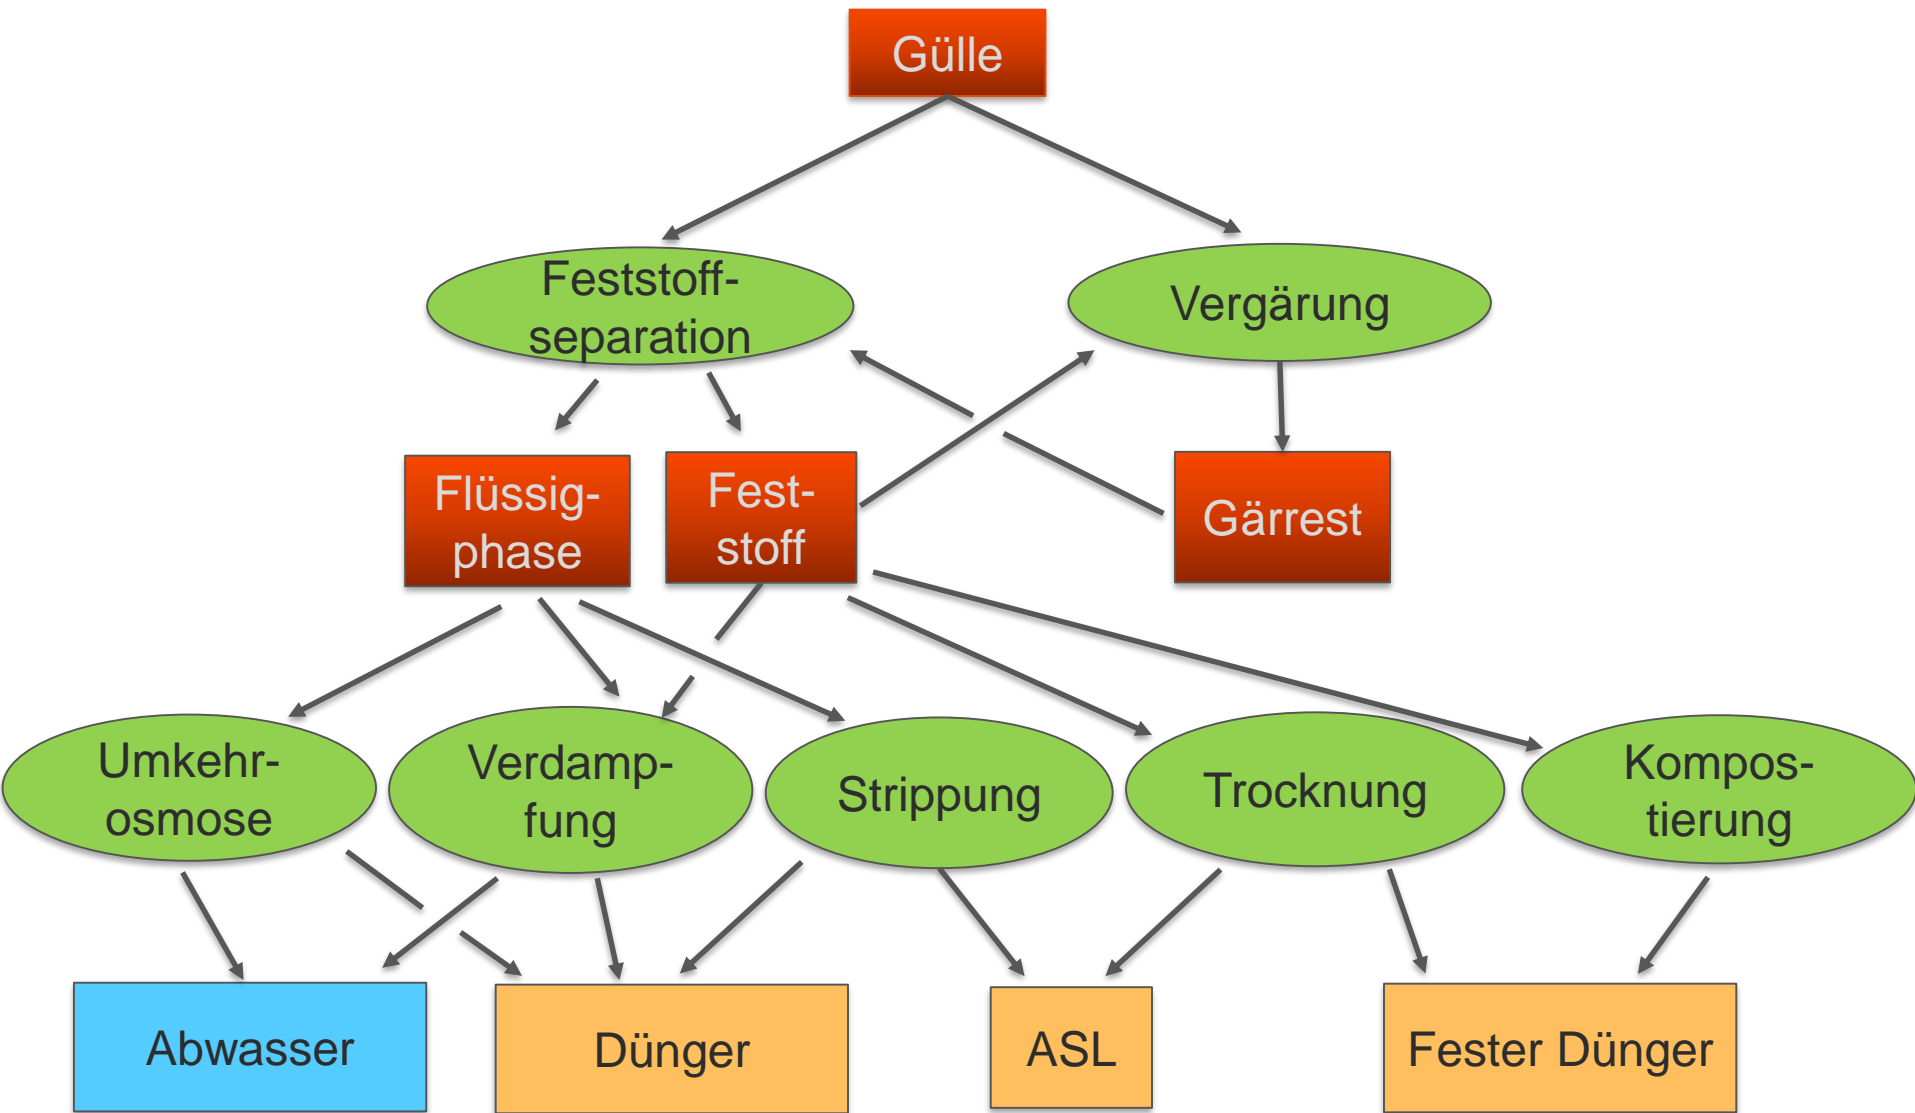 Gülle
Feststoff-
separation
Vergärung
Flüssig-
phase
Fest-
stoff
Gärrest
Umkehr-
osmose
Verdamp-
fung
Strippung
Trocknung
Kompos-
tierung
Abwasser
Dünger
ASL
Fester Dünger